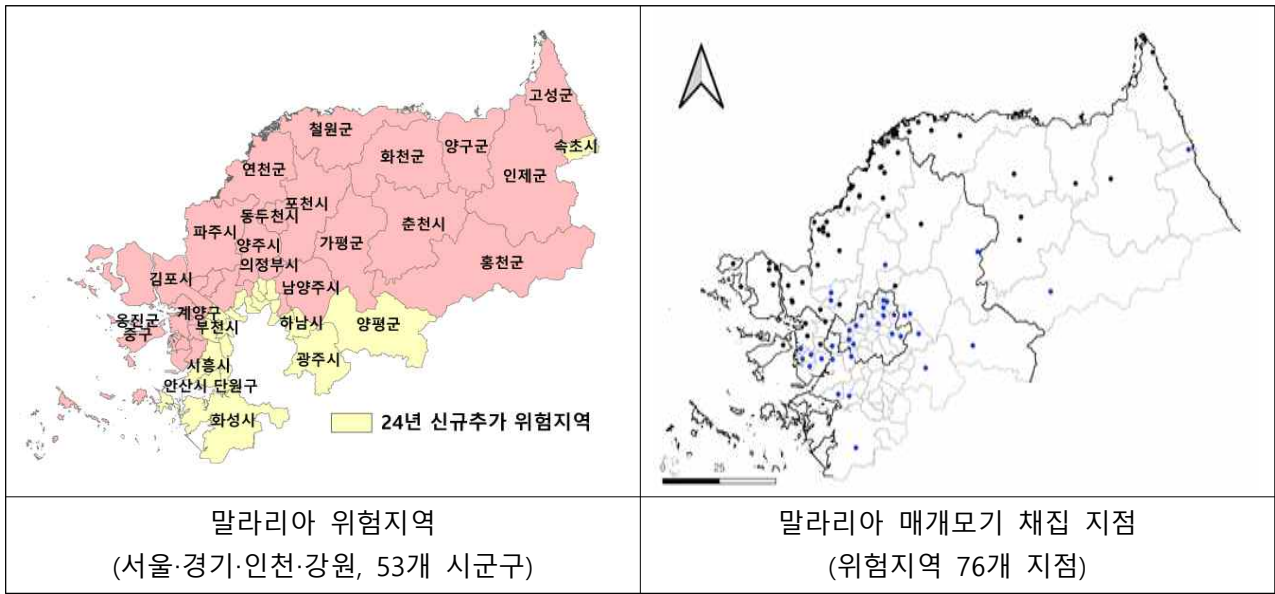 고성군
철원군
양구군
화천군
속초시
연천군
인제군
포천시
동두천시
춘천시
파주시
양주시
가평군
의정부시
홍천군
김포시
남양주시
계양구
옹진군
중구
부천시
하남시
양평군
광주시
서흥시
안산시 단원구
화성시
24년 신규추가 위험지역
0 25
말라리아 위험지역
(서울·경기·인천·강원, 53개 시군구)
말라리아 매개모기 채집 지점
(위험지역 76개 지점)